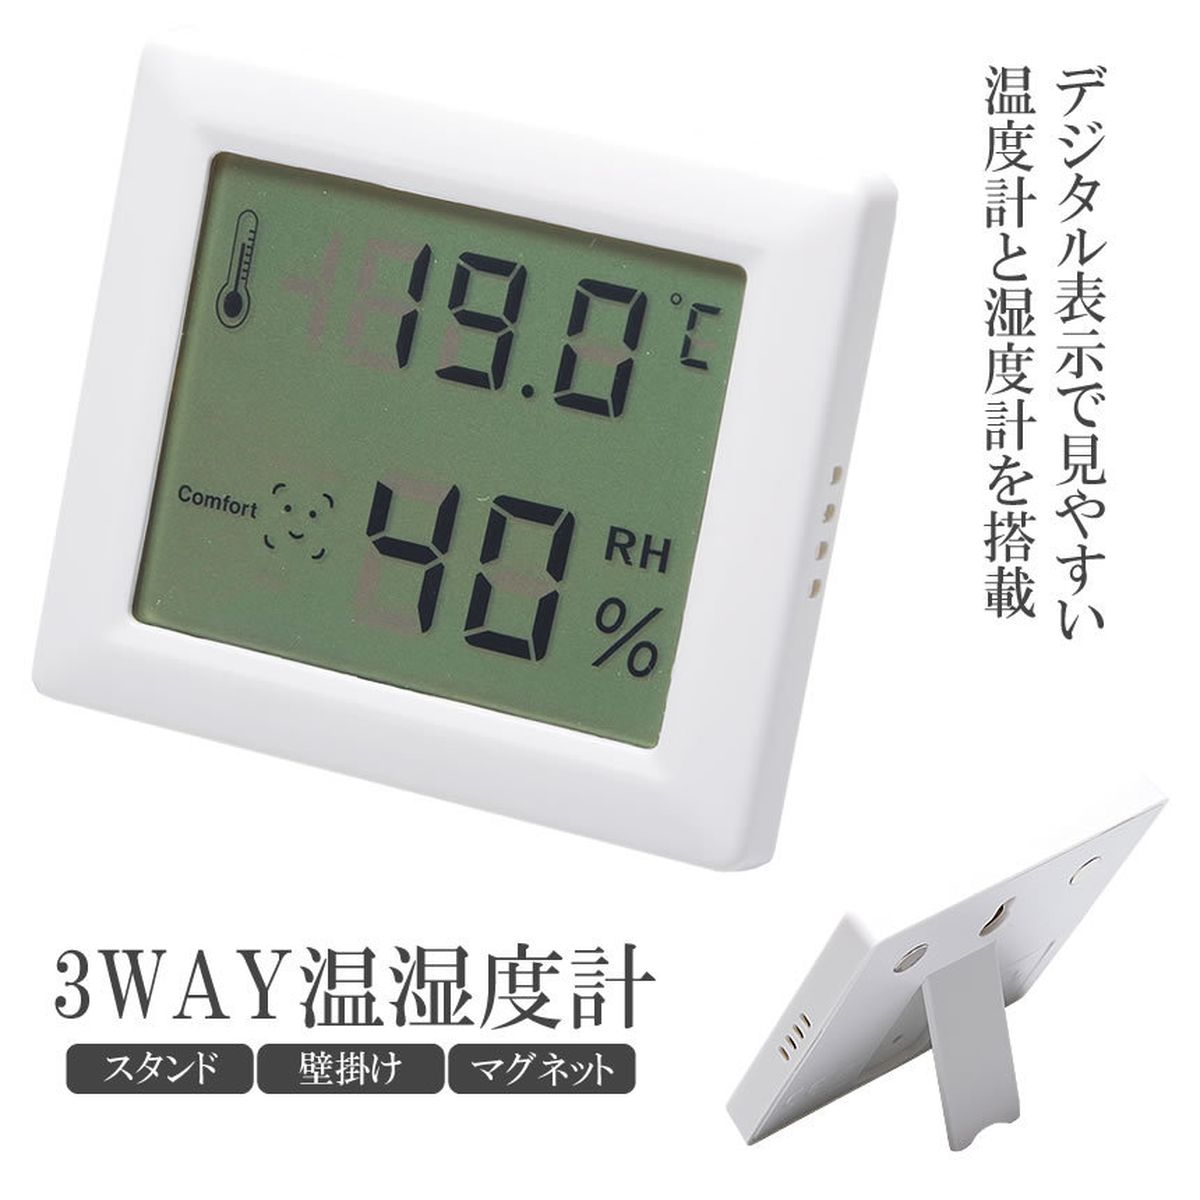 デジタル表示で見やすい
温度計と湿度計を搭載
19.0℃
Comfort
40 RH
%
3WAY温湿度計
スタンド 壁掛け マグネット